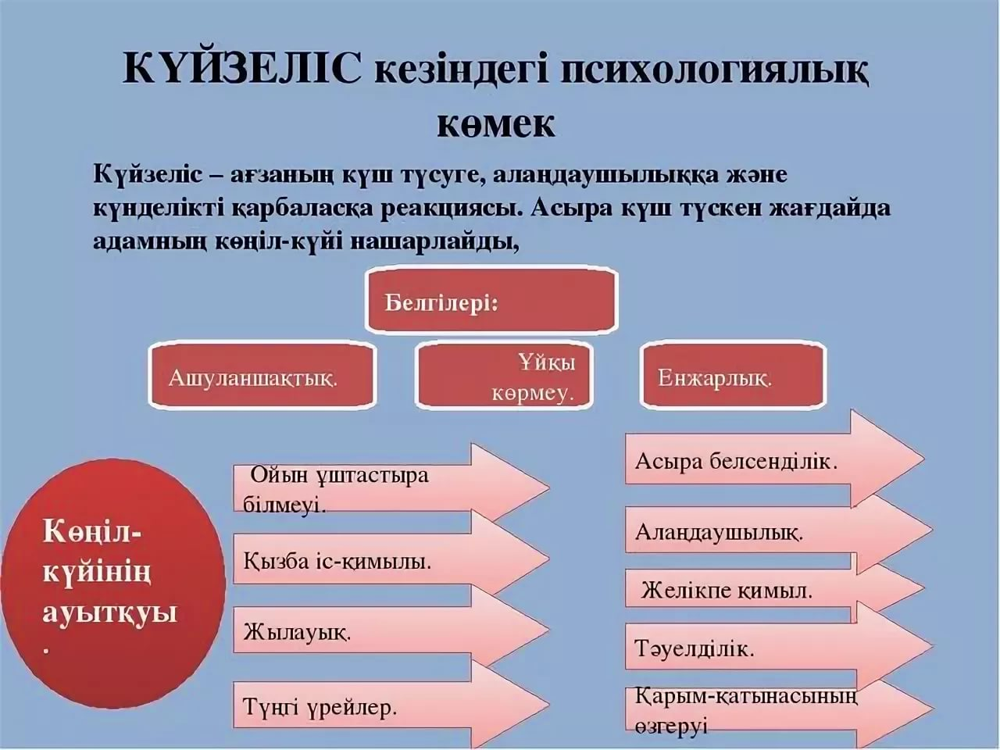 КҮЙЗЕЛІС кезіндегі психологиялық
көмек
Күйзеліс – ағзаның күш түсуге, алаңдаушылыққа және
күнделікті қарбаласқа реакциясы. Асыра күш түскен жағдайда
адамның көңіл-күйі нашарлайды,
Белгілері:
Ашуланшақтық.
Ұйқы
көрмеу.
Енжарлық.
Көңіл-
күйінің
ауытқуы
.
Ойын ұштастыра
білмеуі.
Қызба іс-қимылы.
Жылауық.
Түңгі үрейлер.
Асыра белсенділік.
Алаңдаушылық.
Желікпе қимыл.
Тәуелділік.
Қарым-қатынасының
өзгеруі